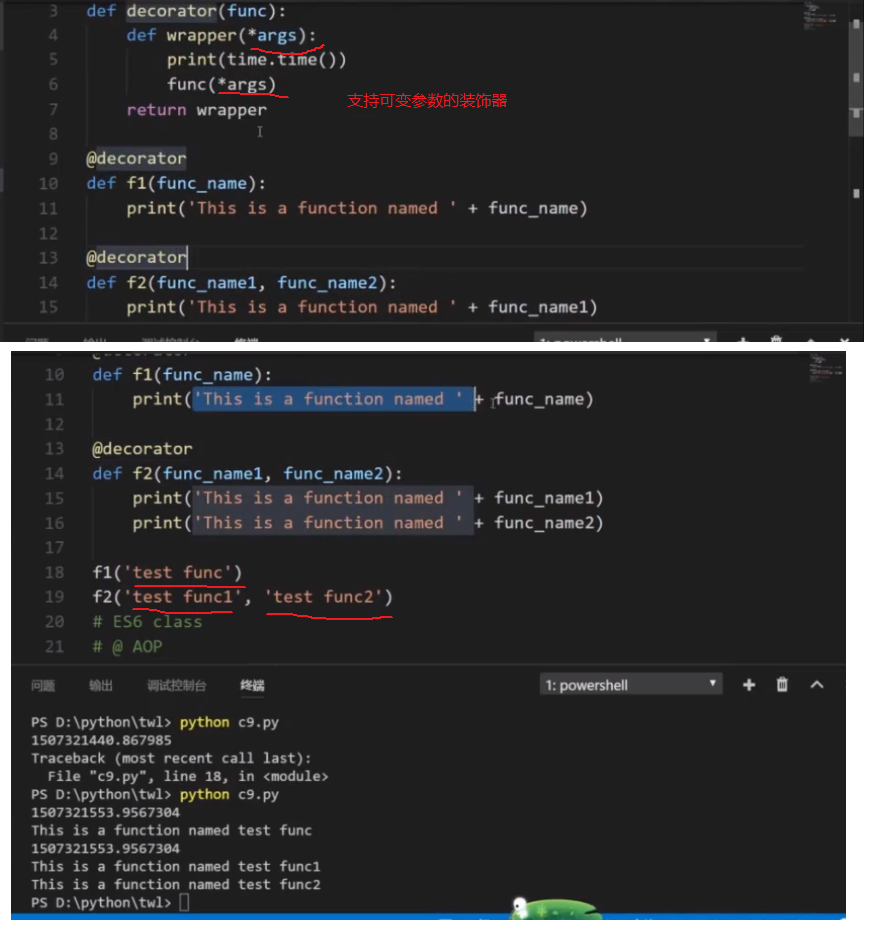 3 def decorator(func):
4 def wrapper(*args):
5 print(time.time())
6 func(*args)
支持可变参数的装饰器
7 return wrapper
8
9 @decorator
10 def f1(func_name):
11 print('This is a function named ' + func_name)
12
13 @decorator
14 def f2(func_name1, func_name2):
15 print('This is a function named ' + func_name1)
10 def f1(func_name):
11 print('This is a function named ' + func_name)
12
13 @decorator
14 def f2(func_name1, func_name2):
15 print('This is a function named ' + func_name1)
16 print('This is a function named ' + func_name2)
17
18 f1('test func')
19 f2('test func1', 'test func2')
20 # ES6 class
21 # @ AOP
问题 输出 调试控制台 终端 1: powershell
PS D:\python\twl> python c9.py
1507321440.867985
Traceback (most recent call last):
File "c9.py", line 18, in <module>
PS D:\python\twl> python c9.py
1507321553.9567304
This is a function named test func
1507321553.9567304
This is a function named test func1
This is a function named test func2
PS D:\python\twl>